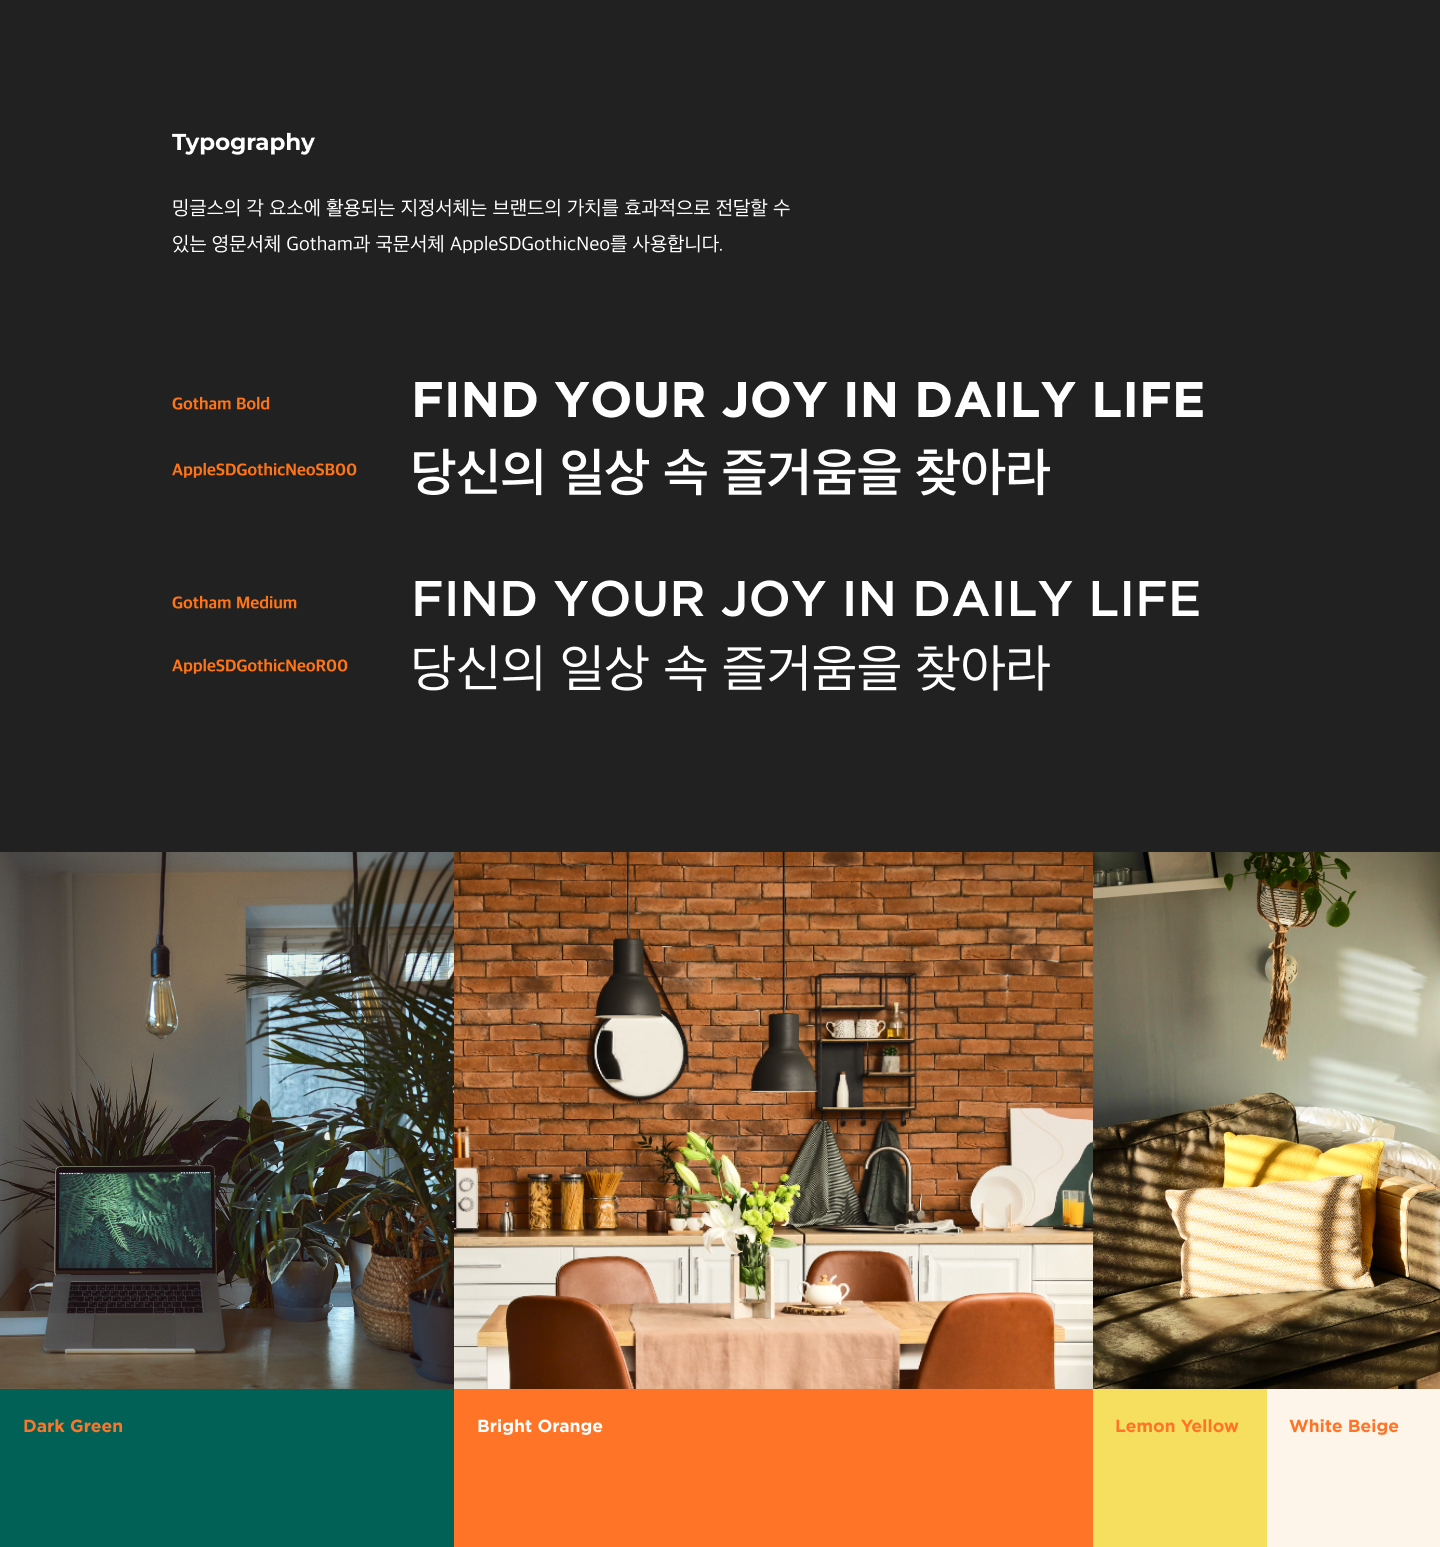 Typography
밍글스의 각 요소에 활용되는 지정서체는 브랜드의 가치를 효과적으로 전달할 수
있는 영문서체 Gotham과 국문서체 AppleSDGothicNeo를 사용합니다.
Gotham Bold
FIND YOUR JOY IN DAILY LIFE
AppleSDGothicNeoSB00
당신의 일상 속 즐거움을 찾아라
Gotham Medium
FIND YOUR JOY IN DAILY LIFE
AppleSDGothicNeoR00
당신의 일상 속 즐거움을 찾아라
Dark Green
Bright Orange
Lemon Yellow
White Beige